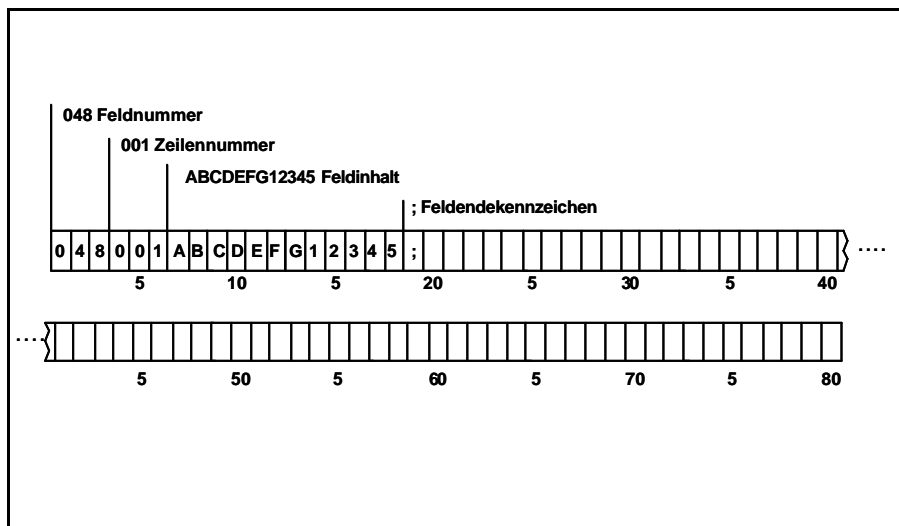 048 Feldnummer
001 Zeilennummer
ABCDEFG12345 Feldinhalt
; Feldendekennzeichen
0 4 8 0 0 1 A B C D E F G 1 2 3 4 5 ; ....
5 10 5 20 5 30 5 40
....
5 50 5 60 5 70 5 80